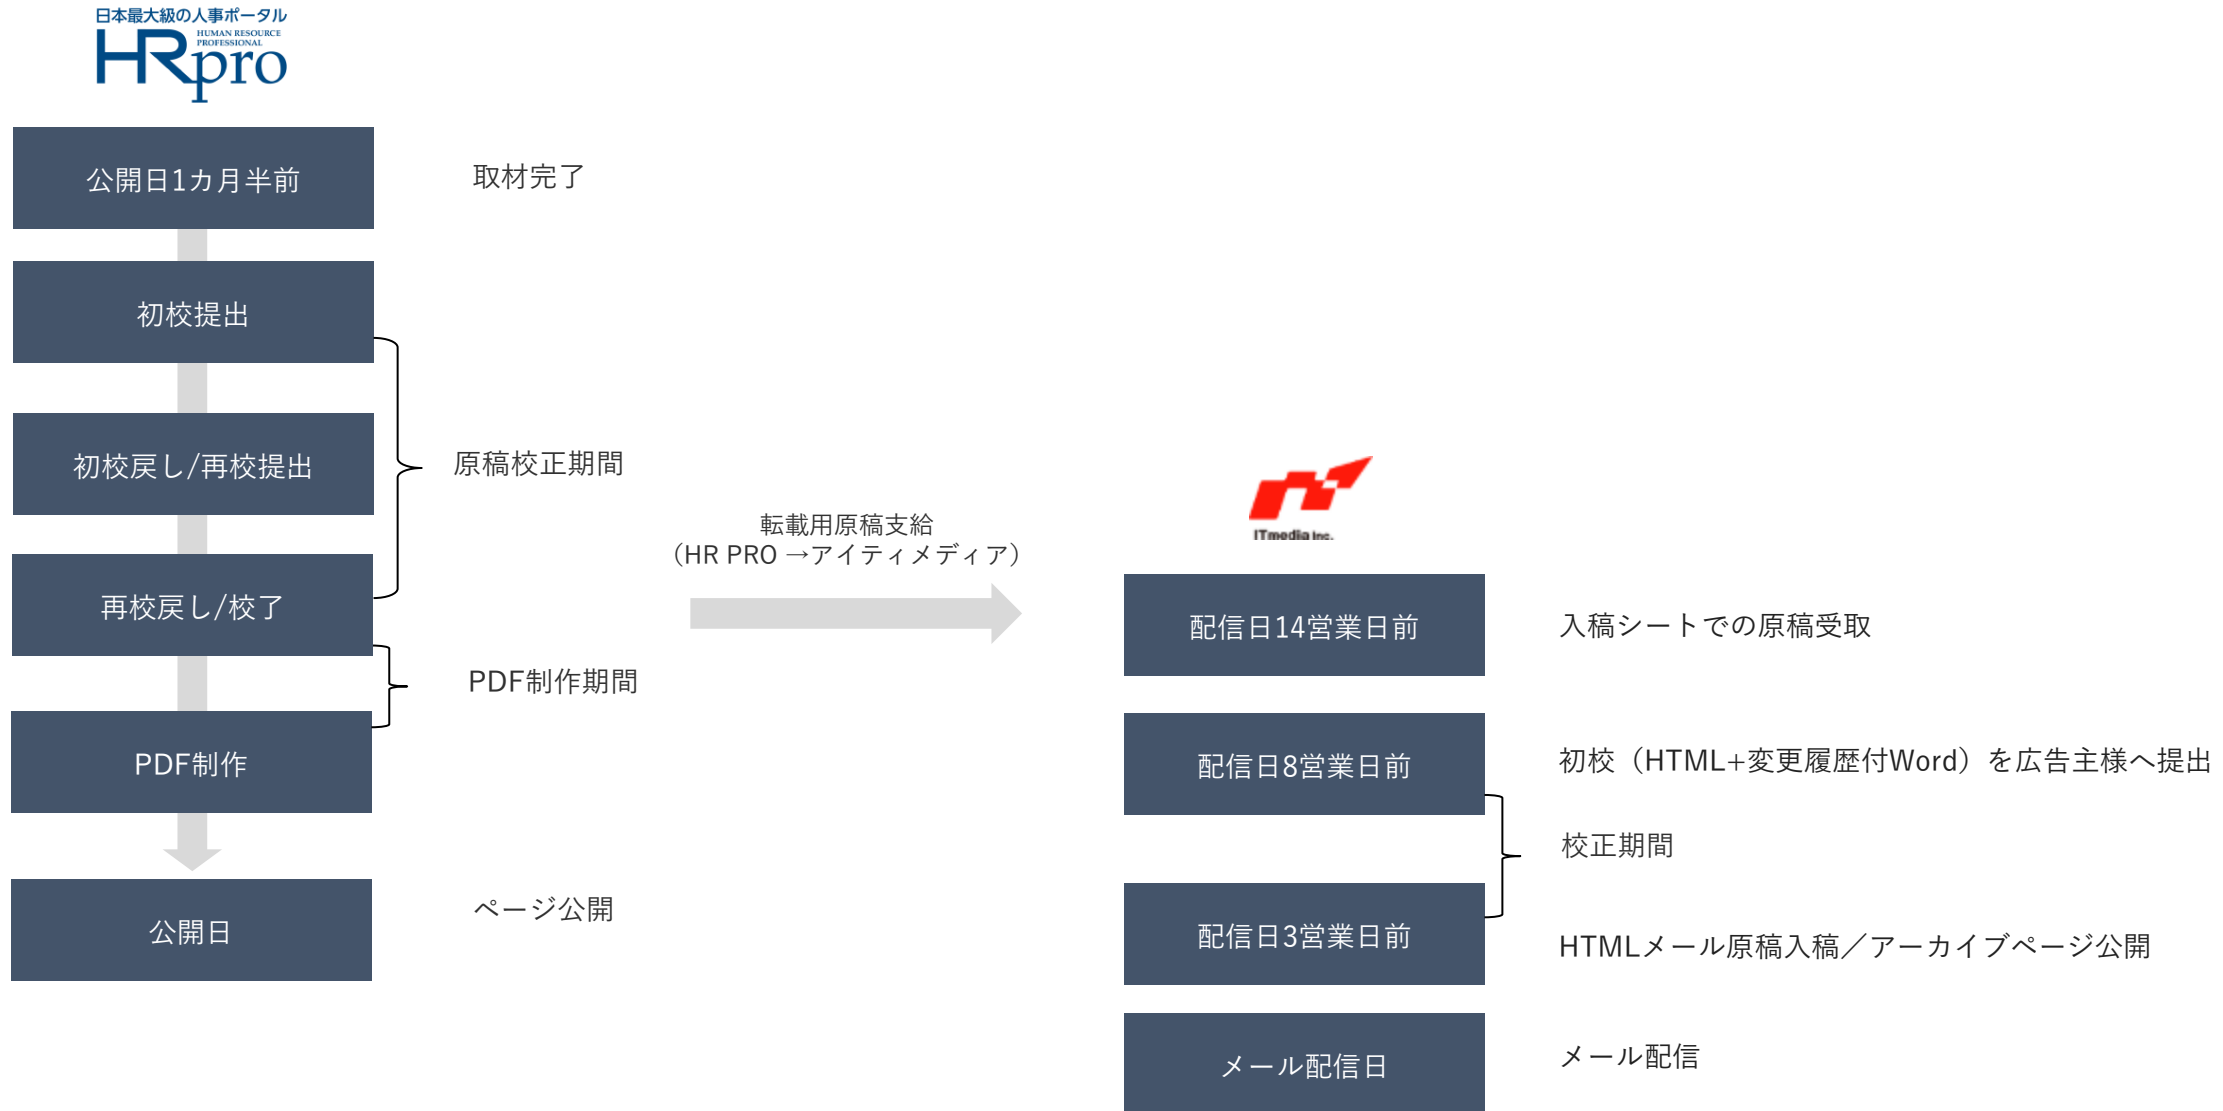 日本最大級の人事ポータル
HUMAN RESOURCE
PROFESSIONAL
HRpro
公開日1カ月半前
取材完了
初校提出
初校戻し/再校提出
原稿校正期間
再校戻し/校了
PDF制作期間
PDF制作
公開日
ページ公開
転載用原稿支給
（HR PRO →アイティメディア）
ITmedia Inc.
配信日14営業日前
入稿シートでの原稿受取
配信日8営業日前
初校（HTML+変更履歴付Word）を広告主様へ提出
校正期間
配信日3営業日前
HTMLメール原稿入稿／アーカイブページ公開
メール配信日
メール配信